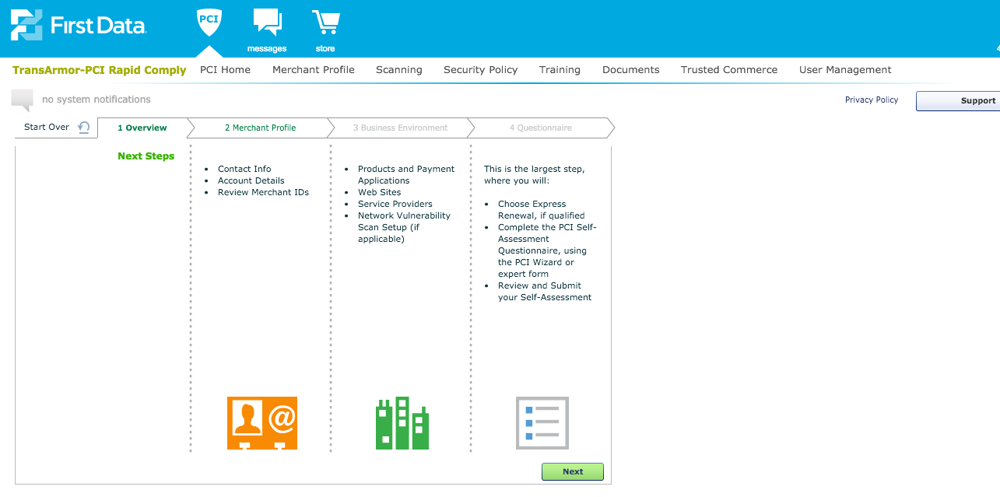 First Data
PCI
messages
store
4
TransArmor-PCI Rapid Comply
PCI Home
Merchant Profile
Scanning
Security Policy
Training
Documents
Trusted Commerce
User Management
no system notifications
Privacy Policy
Support
Start Over
1 Overview
2 Merchant Profile
3 Business Environment
4 Questionnaire
Next Steps
• Contact Info
• Account Details
• Review Merchant IDs
• Products and Payment
Applications
• Web Sites
• Service Providers
• Network Vulnerability
Scan Setup (if
applicable)
This is the largest step,
where you will:
• Choose Express
Renewal, if qualified
• Complete the PCI Self-
Assessment
Questionnaire, using
the PCI Wizard or
expert form
• Review and Submit
your Self-Assessment
@
Next